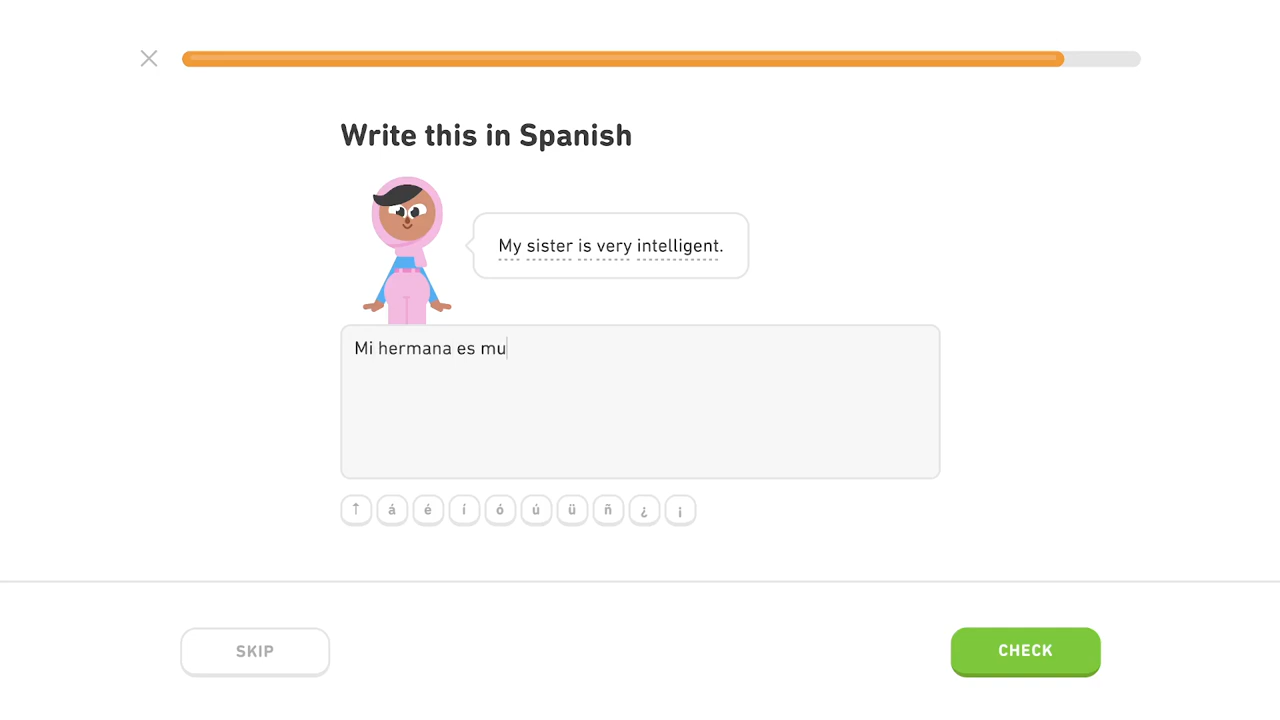 Write this in Spanish
My sister is very intelligent.
Mi hermana es mu
↑ á é í ó ú ü ñ ¿ ¡
SKIP
CHECK